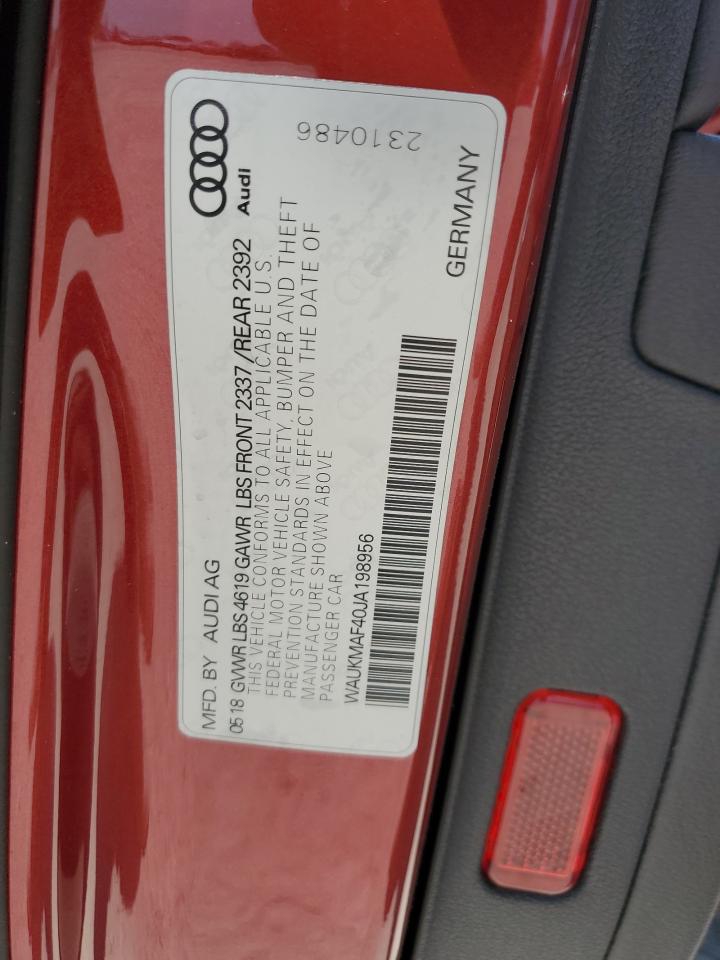 MFD. BY AUDI AG
Audi
0518 GVWR LBS 4619 GAWR LBS FRONT 2337/REAR 2392
THIS VEHICLE CONFORMS TO ALL APPLICABLE U.S.
FEDERAL MOTOR VEHICLE SAFETY, BUMPER AND THEFT
PREVENTION STANDARDS IN EFFECT ON THE DATE OF
MANUFACTURE SHOWN ABOVE
PASSENGER CAR
WAUKMAF40JA198956
GERMANY
2310486